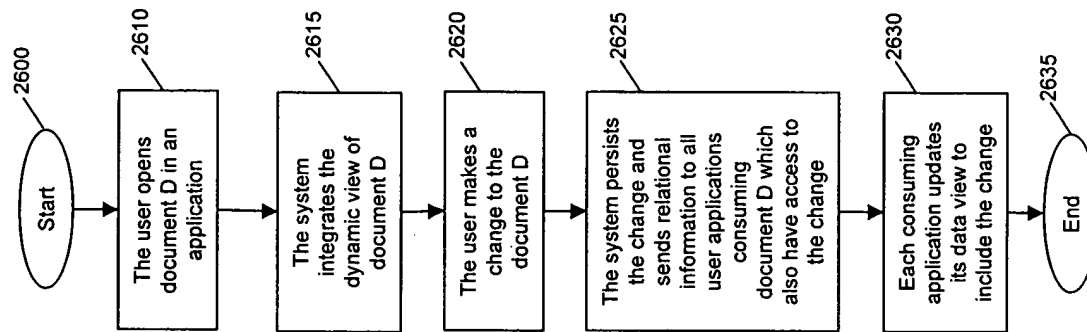 2600
Start
2610
The user opens
document D in an
application
2615
The system
integrates the
dynamic view of
document D
2620
The user makes a
change to the
document D
2625
The system persists
the change and
sends relational
information to all
user applications
consuming
document D which
also have access to
the change
2630
Each consuming
application updates
its data view to
include the change
2635
End